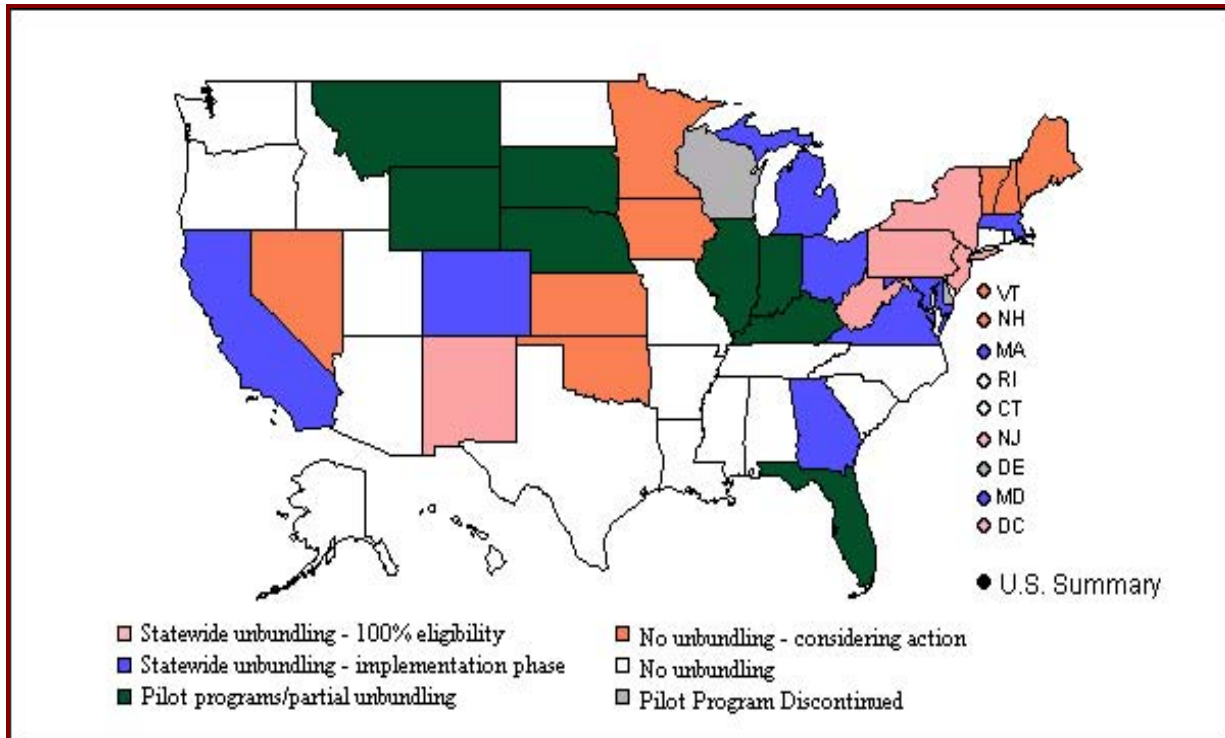 VT
NH
MA
RI
CT
NJ
DE
MD
DC
U.S. Summary
Statewide unbundling - 100% eligibility
Statewide unbundling - implementation phase
Pilot programs/partial unbundling
No unbundling - considering action
No unbundling
Pilot Program Discontinued